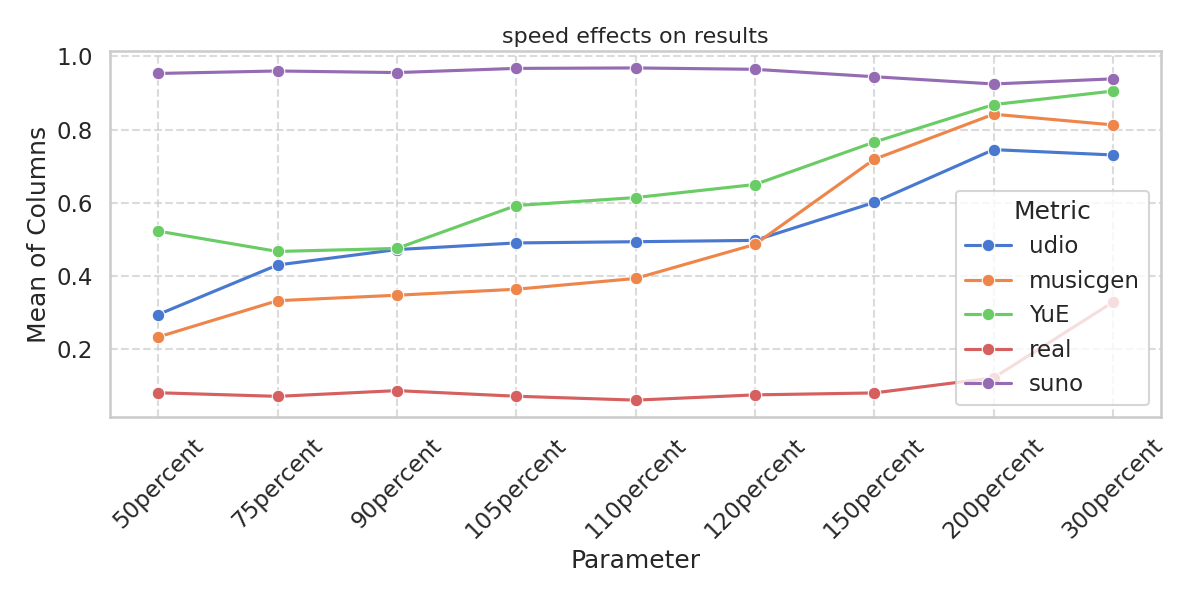 speed effects on results
Mean of Columns
1.0
0.8
0.6
0.4
0.2
Metric
udio
musicgen
YuE
real
suno
50percent
75percent
90percent
105percent
110percent
120percent
150percent
200percent
300percent
Parameter